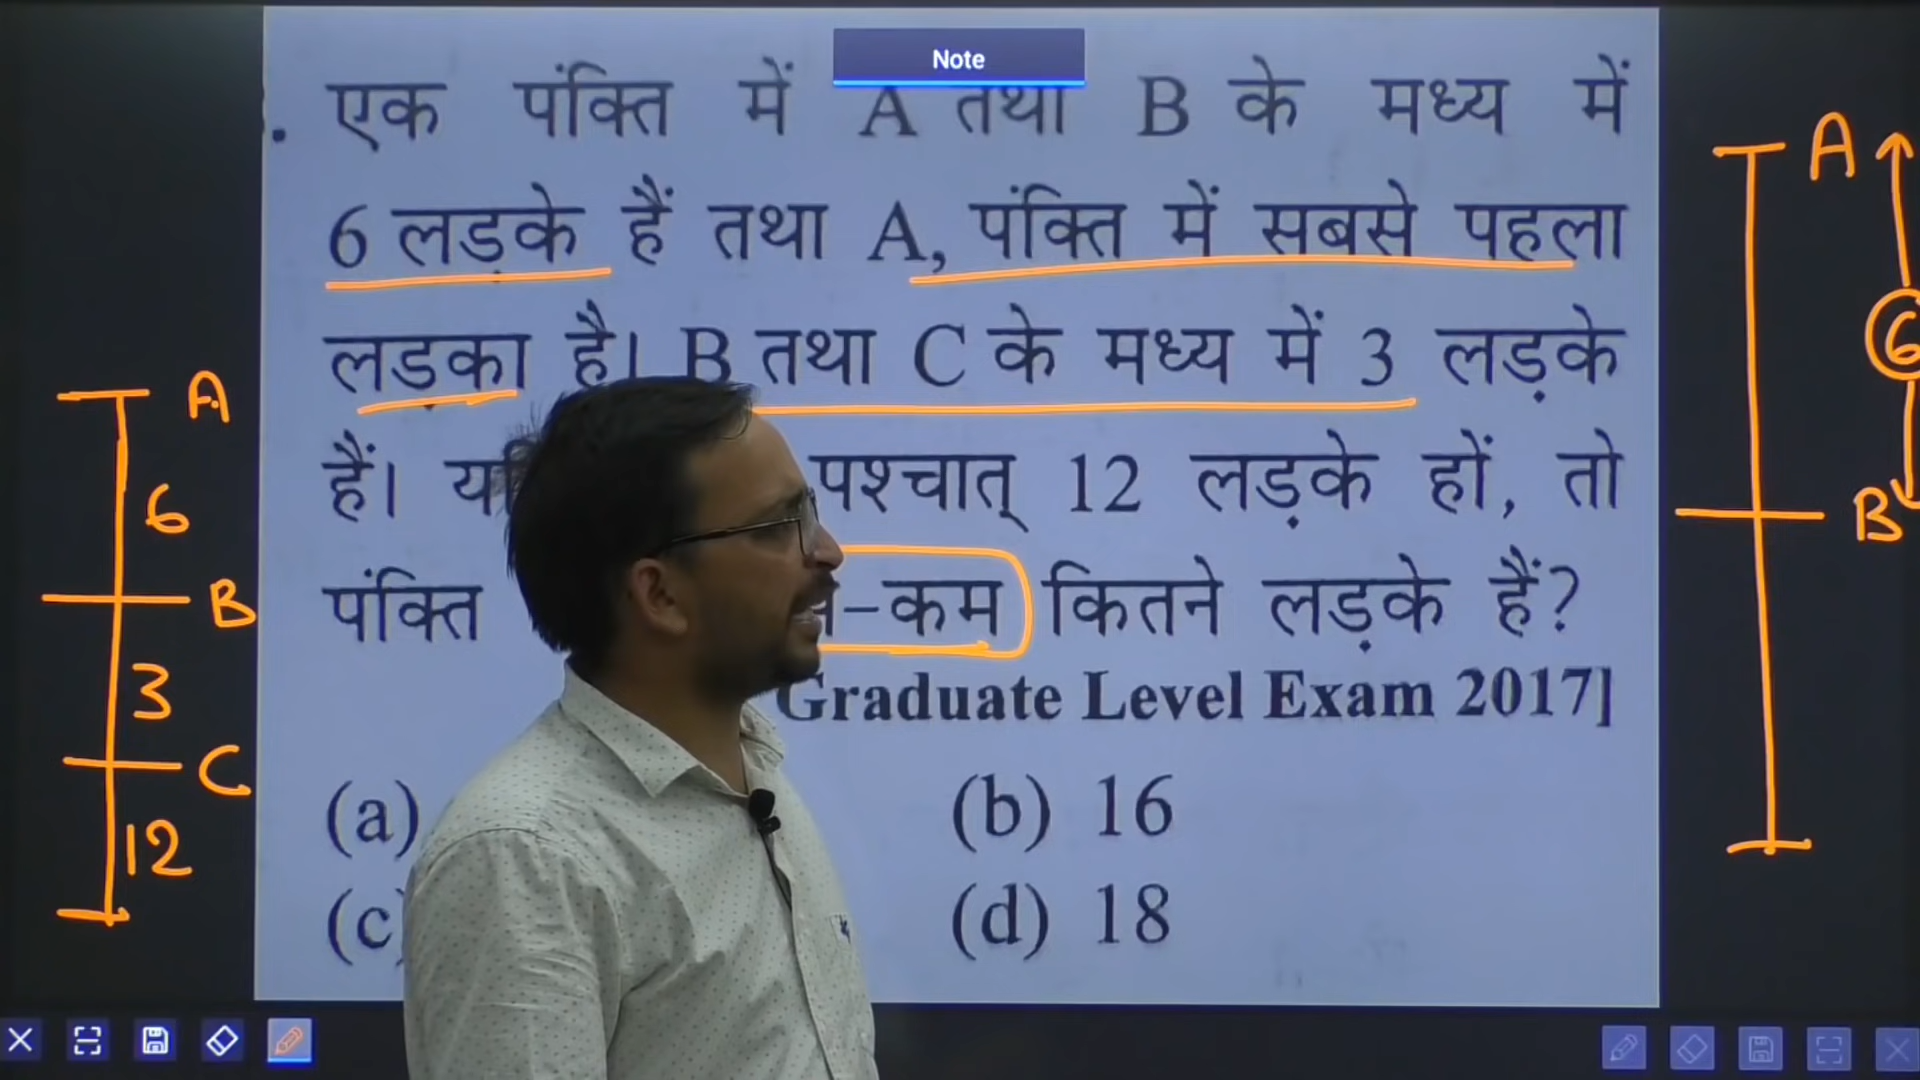 Note
. एक पंक्ति में A तथा B के मध्य में
6 लड़के हैं तथा A, पंक्ति में सबसे पहला
लड़का है। B तथा C के मध्य में 3 लड़के
हैं। पश्चात् 12 लड़के हों, तो
पंक्ति –कम कितने लड़के हैं?
Graduate Level Exam 2017]
(a)
(b) 16
(c)
(d) 18
A
6
B
3
C
12
A
6
B